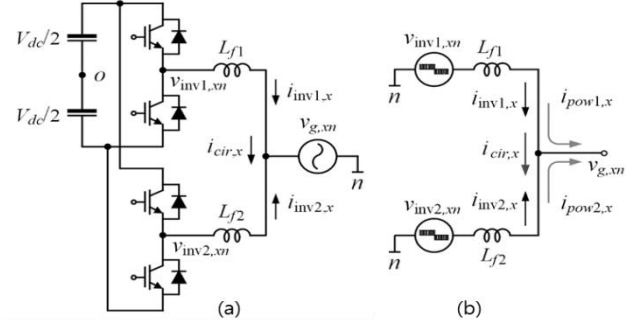 V_dc/2
o
V_dc/2
L_f1
v_inv1,xn
i_inv1,x
v_g,xn
i_cir,x
n
L_f2
i_inv2,x
v_inv2,xn
(a)
v_inv1,xn
L_f1
n
i_inv1,x
i_pow1,x
i_cir,x
v_g,xn
v_inv2,xn
i_inv2,x
i_pow2,x
n
L_f2
(b)